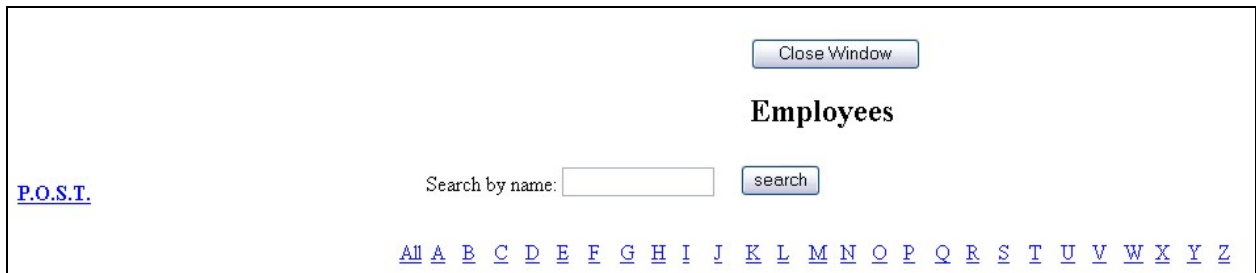 Close Window
Employees
Search by name: search
P.O.S.T.
All A B C D E F G H I J K L M N O P Q R S T U V W X Y Z